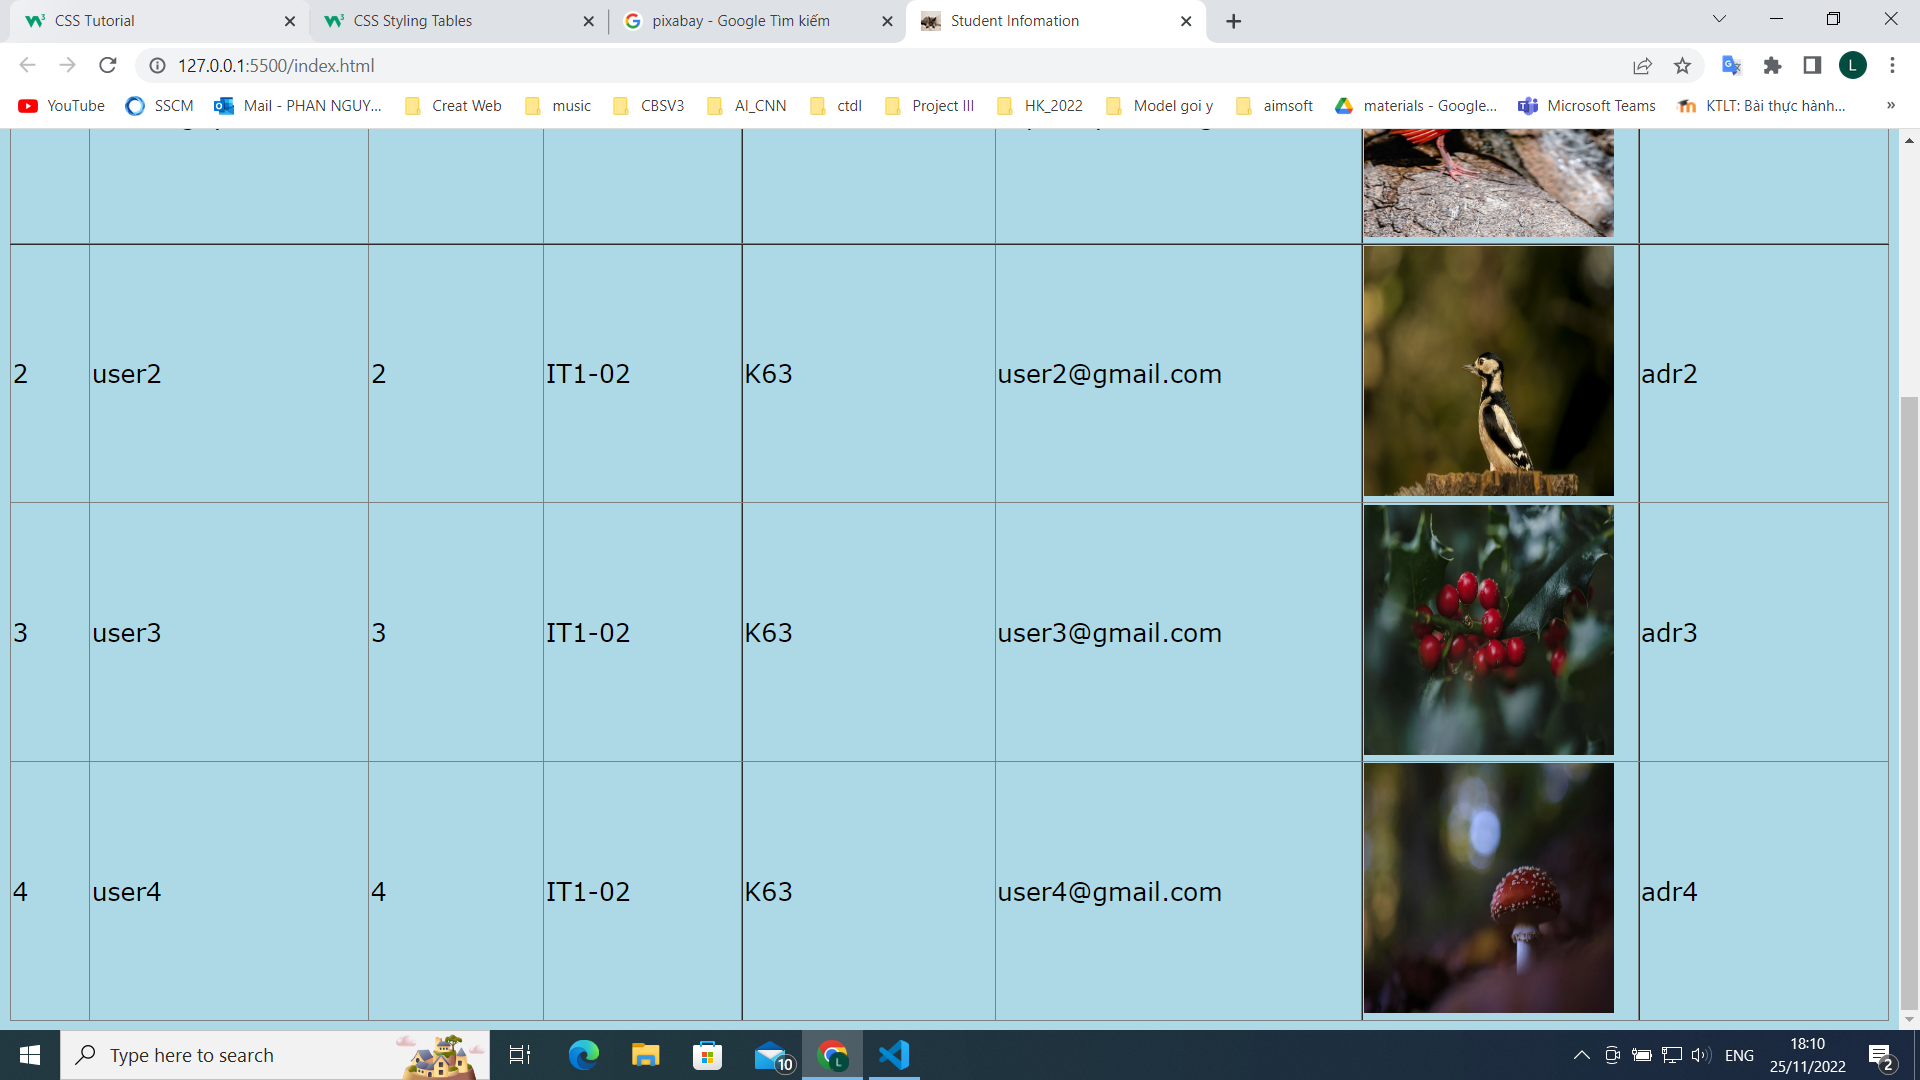 CSS Tutorial
CSS Styling Tables
pixabay - Google Tìm kiếm
Student Infomation
127.0.0.1:5500/index.html
L
YouTube
SSCM
Mail - PHAN NGUY...
Creat Web
music
CBSV3
AI_CNN
ctdl
Project III
HK_2022
Model goi y
aimsoft
materials - Google...
Microsoft Teams
KTLT: Bài thực hành...
»
2 user2 2 IT1-02 K63 user2@gmail.com adr2
3 user3 3 IT1-02 K63 user3@gmail.com adr3
4 user4 4 IT1-02 K63 user4@gmail.com adr4
Type here to search
10
L
ENG
18:10
25/11/2022
2